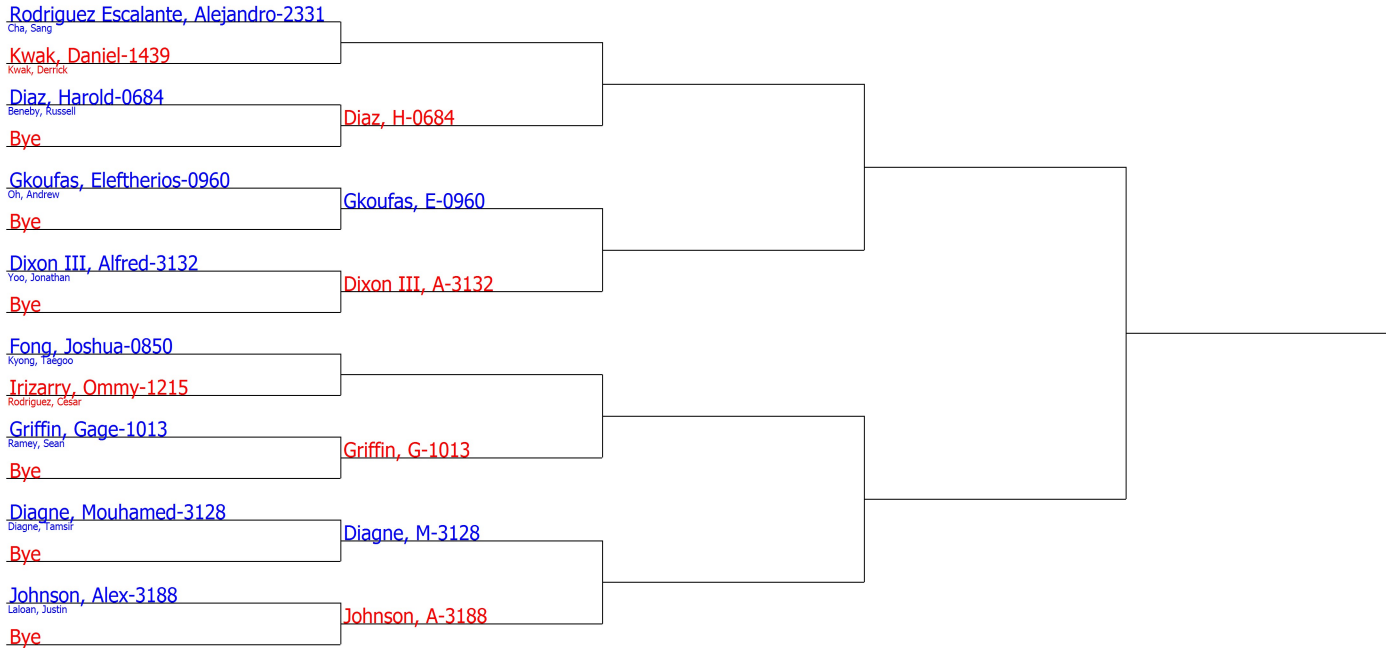 Rodriguez Escalante, Alejandro-2331
Cha, Sang
Kwak, Daniel-1439
Kwak, Derrick
Diaz, Harold-0684
Beneby, Russell
Diaz, H-0684
Bye
Gkoufas, Eleftherios-0960
Oh, Andrew
Gkoufas, E-0960
Bye
Dixon III, Alfred-3132
Yoo, Jonathan
Dixon III, A-3132
Bye
Fong, Joshua-0850
Kyong, Taegoo
Irizarry, Ommy-1215
Rodriguez, Cesar
Griffin, Gage-1013
Ramey, Sean
Griffin, G-1013
Bye
Diagne, Mouhamed-3128
Diagne, Tamsir
Diagne, M-3128
Bye
Johnson, Alex-3188
Laloan, Justin
Johnson, A-3188
Bye